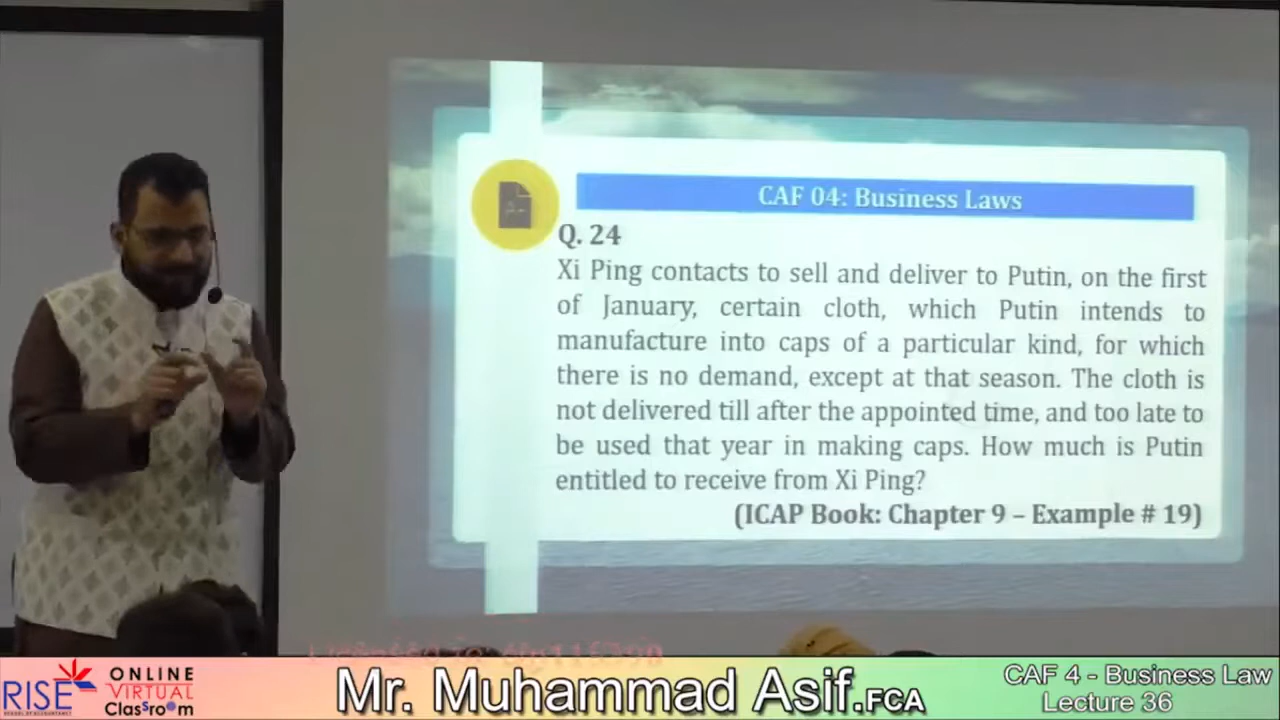 CAF 04: Business Laws
Q. 24
Xi Ping contacts to sell and deliver to Putin, on the first
of January, certain cloth, which Putin intends to
manufacture into caps of a particular kind, for which
there is no demand, except at that season. The cloth is
not delivered till after the appointed time, and too late to
be used that year in making caps. How much is Putin
entitled to receive from Xi Ping?
(ICAP Book: Chapter 9 – Example # 19)
RISE
SCHOOL OF ACCOUNTANCY
ONLINE
VIRTUAL
Classroom
Mr. Muhammad Asif.FCA
CAF 4 - Business Law
Lecture 36